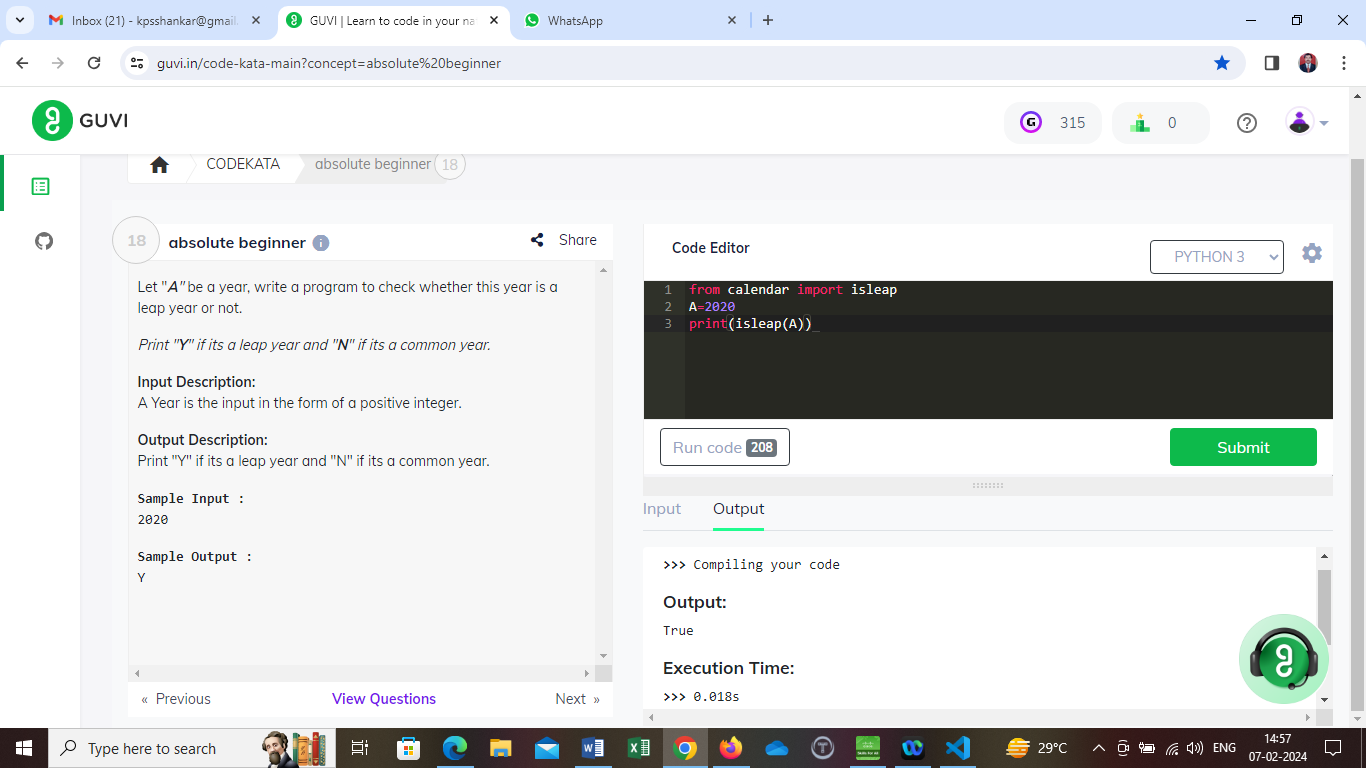 Inbox (21) - kpsshankar@gmail.
GUVI | Learn to code in your na
WhatsApp
guvi.in/code-kata-main?concept=absolute%20beginner
GUVI
315
0
CODEKATA
absolute beginner
18
18
absolute beginner
Share
Let "A" be a year, write a program to check whether this year is a
leap year or not.
Print "Y" if its a leap year and "N" if its a common year.
Input Description:
A Year is the input in the form of a positive integer.
Output Description:
Print "Y" if its a leap year and "N" if its a common year.
Sample Input :
2020
Sample Output :
Y
« Previous
View Questions
Next »
Code Editor
PYTHON 3
1 from calendar import isleap
2 A=2020
3 print(isleap(A))
Run code 208
Submit
Input
Output
>>> Compiling your code
Output:
True
Execution Time:
>>> 0.018s
Type here to search
29°C
ENG
14:57
07-02-2024